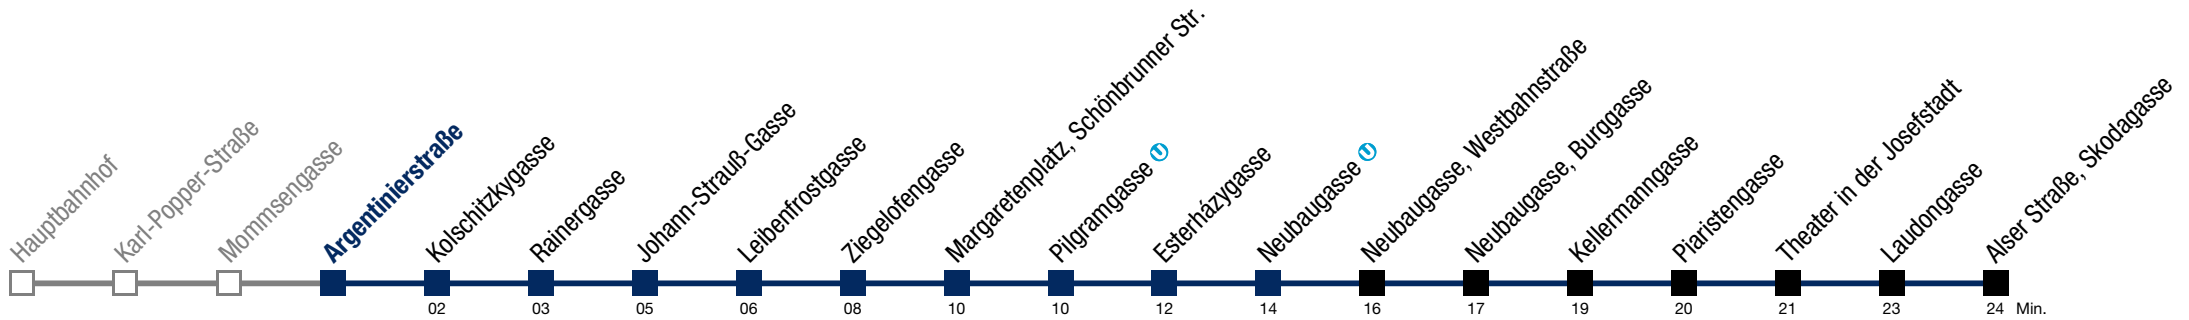 Hauptbahnhof
Karl-Popper-Straße
Mommsengasse
Argentinierstraße
Kolschitzkygasse
Rainergasse
Johann-Strauß-Gasse
Leibenfrostgasse
Ziegelofengasse
Margaretenplatz, Schönbrunner Str.
Pilgramgasse U
Esterházygasse
Neubaugasse U
Neubaugasse, Westbahnstraße
Neubaugasse, Burggasse
Kellermanngasse
Piaristengasse
Theater in der Josefstadt
Laudongasse
Alser Straße, Skodagasse
02 03 05 06 08 10 10 12 14 16 17 19 20 21 23 24 Min.